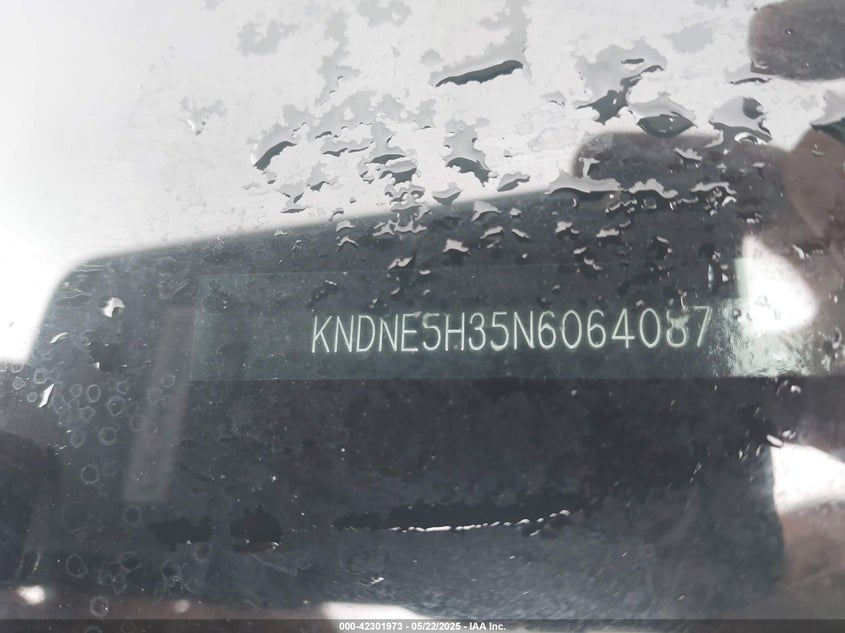 KNDNE5H35N6064087
000-42301973 - 05/22/2025 - IAA Inc.